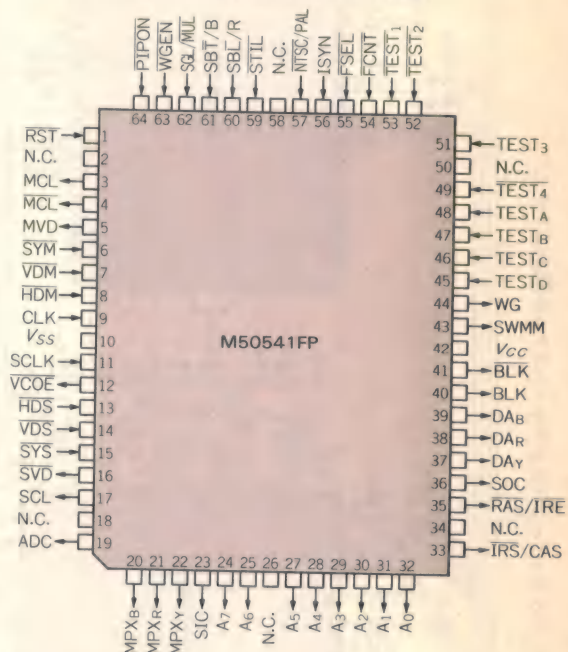 PIPON
WGEN
SGL/MUL
SBT/B
SBL/R
STIL
N.C.
NTSC/PAL
ISYN
FSEL
FCNT
TEST1
TEST2
64 63 62 61 60 59 58 57 56 55 54 53 52
RST 1
N.C. 2
MCL 3
MCL 4
MVD 5
SYM 6
VDM 7
HDM 8
CLK 9
VSS 10
SCLK 11
VCOE 12
HDS 13
VDS 14
SYS 15
SVD 16
SCL 17
N.C. 18
ADC 19
M50541FP
51 TEST3
50 N.C.
49 TEST4
48 TESTA
47 TESTB
46 TESTC
45 TESTD
44 WG
43 SWMM
42 VCC
41 BLK
40 BLK
39 DAB
38 DAR
37 DAY
36 SOC
35 RAS/IRE
34 N.C.
33 IRS/CAS
20 21 22 23 24 25 26 27 28 29 30 31 32
MPXB
MPXR
MPXY
SIC
A7
A6
N.C.
A5
A4
A3
A2
A1
A0